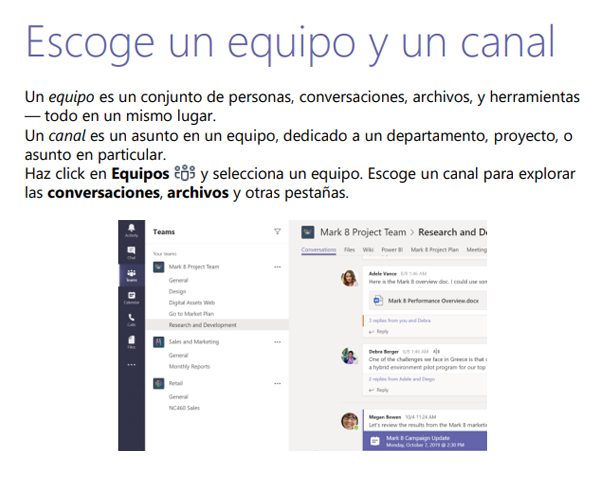 Escoge un equipo y un canal
Un equipo es un conjunto de personas, conversaciones, archivos, y herramientas
— todo en un mismo lugar.
Un canal es un asunto en un equipo, dedicado a un departamento, proyecto, o
asunto en particular.
Haz click en Equipos y selecciona un equipo. Escoge un canal para explorar
las conversaciones, archivos y otras pestañas.
Activity
Chat
Teams
Calendar
Calls
Files
Teams
Your teams
Mark 8 Project Team
General
Design
Digital Assets Web
Go to Market Plan
Research and Development
Sales and Marketing
General
Monthly Reports
Retail
General
NC460 Sales
Mark 8 Project Team > Research and De
Conversations Files Wiki Power BI Mark 8 Project Plan Meeting
Adele Vance 8/8 1:46 AM
Here is the Mark 8 overview doc. I could use som
Mark 8 Performance Overview.docx
3 replies from you and Debra
Reply
Debra Berger 8/8 1:46 AM
One of the challenges we face in Greece is that
a hybrid environment pilot program for our top
2 replies from Adele and Diego
Reply
Megan Bowen 10/4 11:24 AM
Let's review the results from the Mark 8 marketi
Mark 8 Campaign Update
Monday, October 7, 2019 @ 2:30 PM